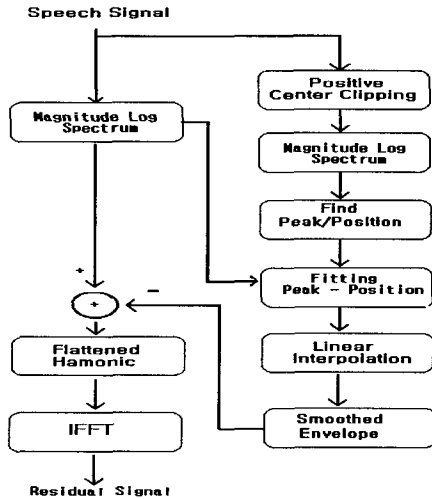 Speech Signal
Positive
Center Clipping
Magnitude Log
Spectrum
Magnitude Log
Spectrum
Find
Peak/Position
Fitting
Peak - Position
+
-
+
Linear
Interpolation
Flattened
Hamonic
Smoothed
Envelope
IFFT
Residual Signal